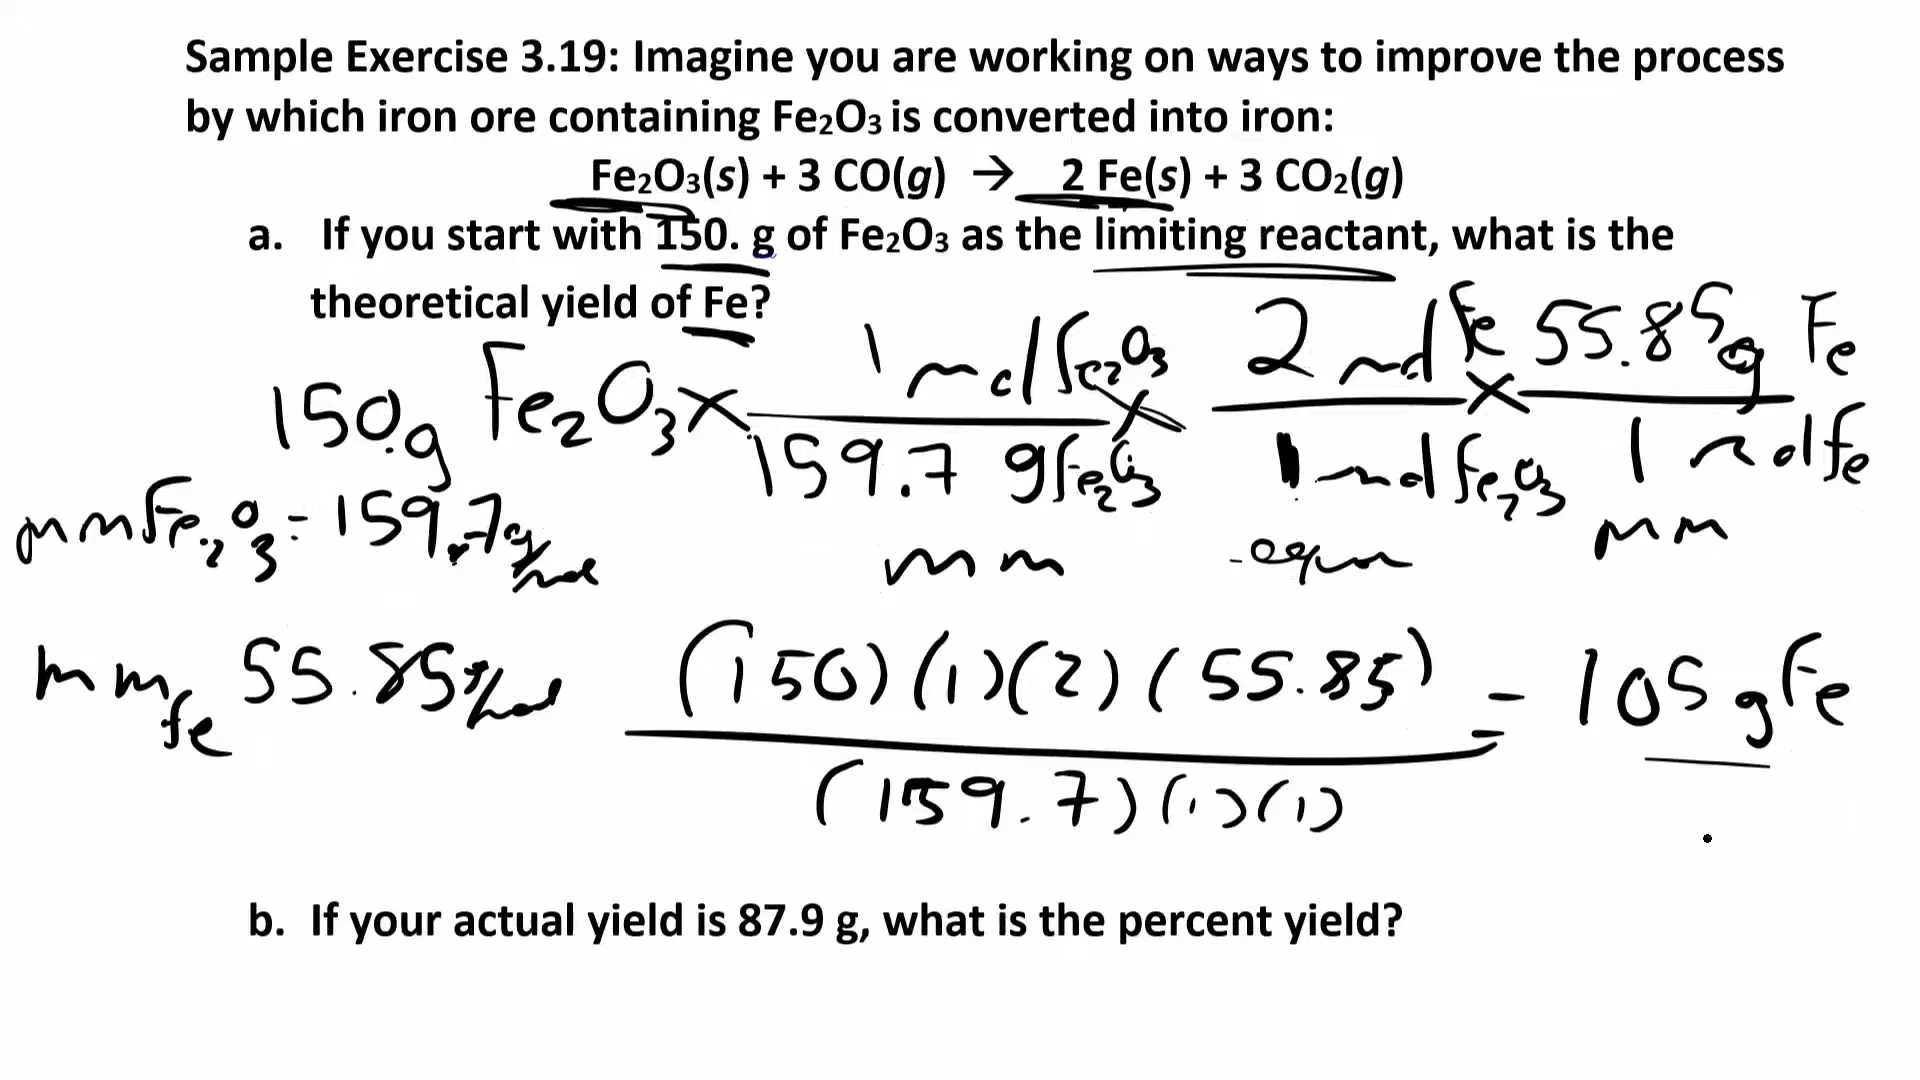 Sample Exercise 3.19: Imagine you are working on ways to improve the process
by which iron ore containing Fe₂O₃ is converted into iron:
Fe₂O₃(s) + 3 CO(g) → 2 Fe(s) + 3 CO₂(g)
a. If you start with 150. g of Fe₂O₃ as the limiting reactant, what is the
theoretical yield of Fe?
150.g Fe₂O₃ × 1 mol Fe₂O₃ / 159.7 g Fe₂O₃ × 2 mol Fe / 1 mol Fe₂O₃ × 55.85 g Fe / 1 mol Fe
mm Fe₂O₃ = 159.7 g/mol
mm eqn mm
mm Fe 55.85 g/mol
(150)(1)(2)(55.85) / (159.7)(1)(1) = 105 g Fe
b. If your actual yield is 87.9 g, what is the percent yield?